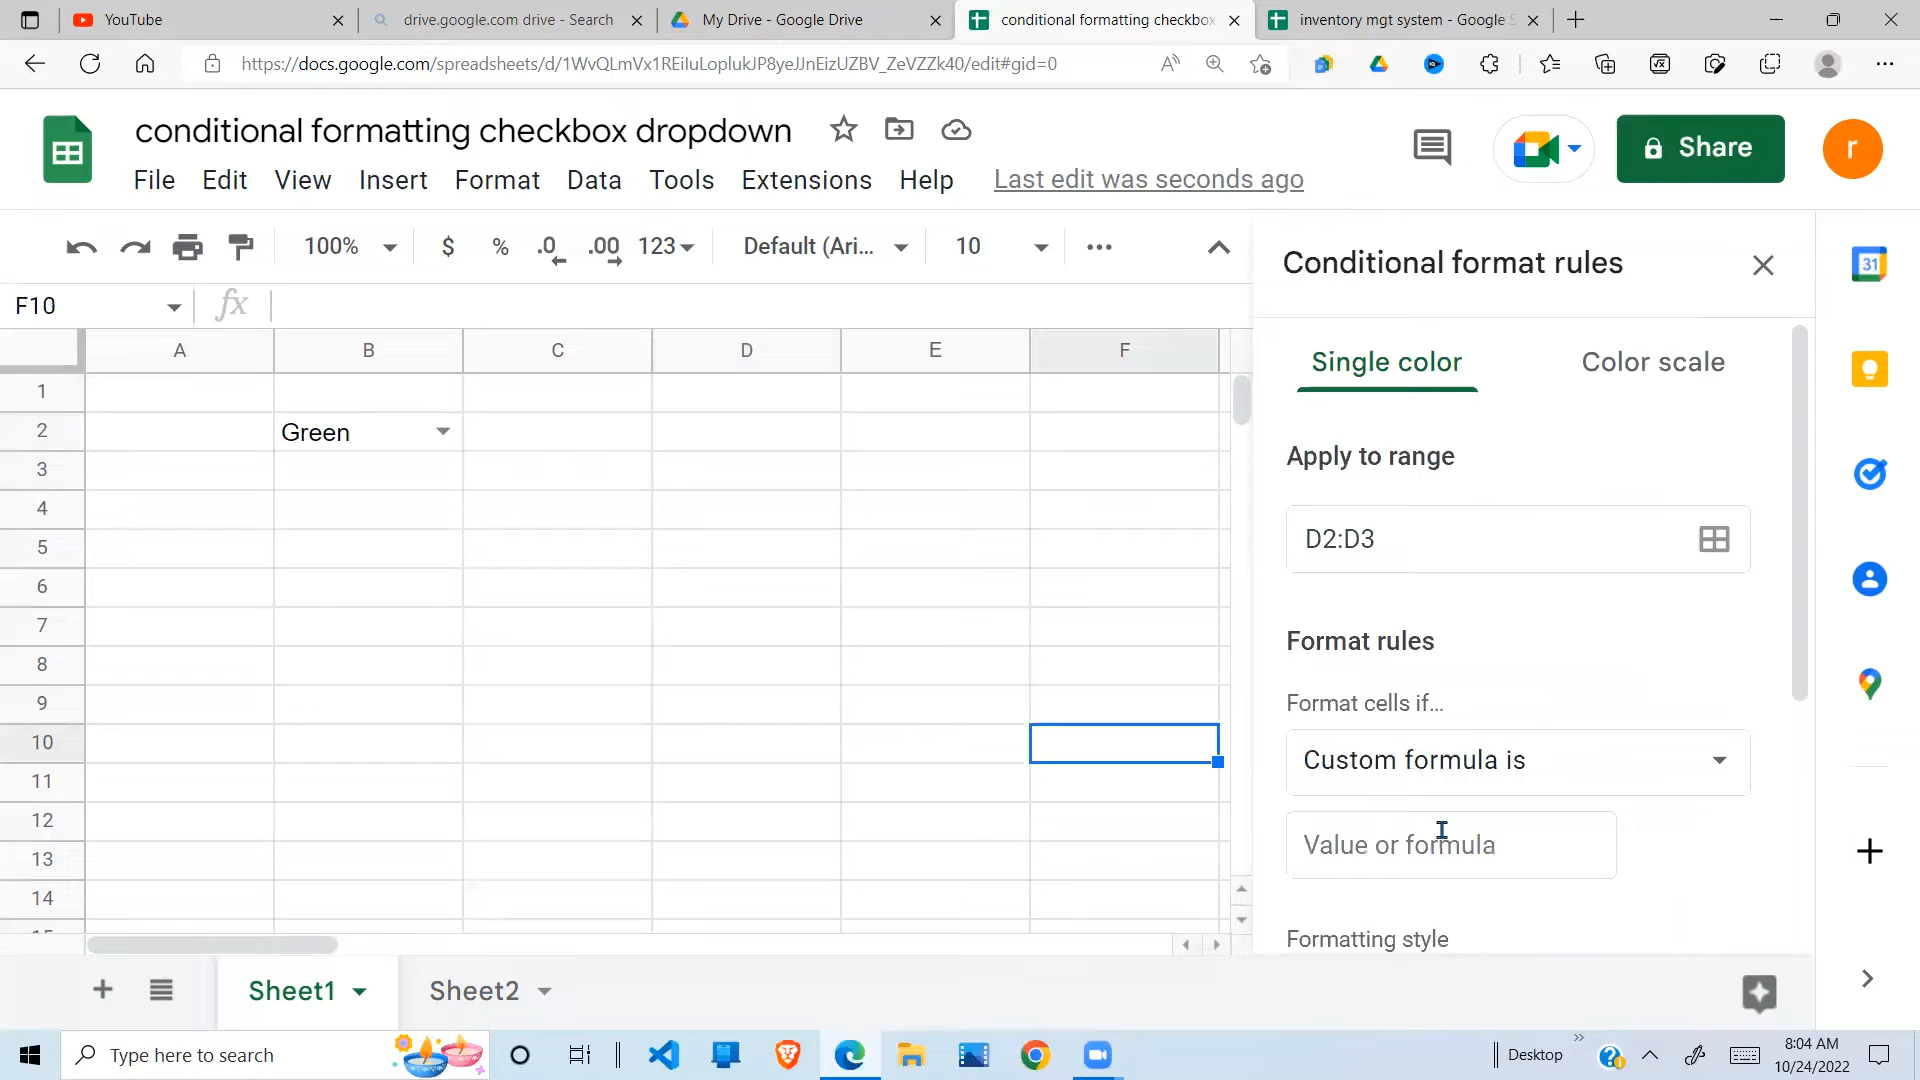 YouTube
drive.google.com drive - Search
My Drive - Google Drive
conditional formatting checkbox
inventory mgt system - Google S
https://docs.google.com/spreadsheets/d/1WvQLmVx1REiIuLoplukJP8yeJJnEizUZBV_ZeVZZk40/edit#gid=0
conditional formatting checkbox dropdown
Share
r
File Edit View Insert Format Data Tools Extensions Help Last edit was seconds ago
100% $ % .0 .00 123 Default (Ari... 10
F10 fx
A B C D E F
1
2 Green
3
4
5
6
7
8
9
10
11
12
13
14
Conditional format rules
Single color Color scale
Apply to range
D2:D3
Format rules
Format cells if...
Custom formula is
Value or formula
Formatting style
31
Sheet1 Sheet2
Type here to search
Desktop
8:04 AM
10/24/2022